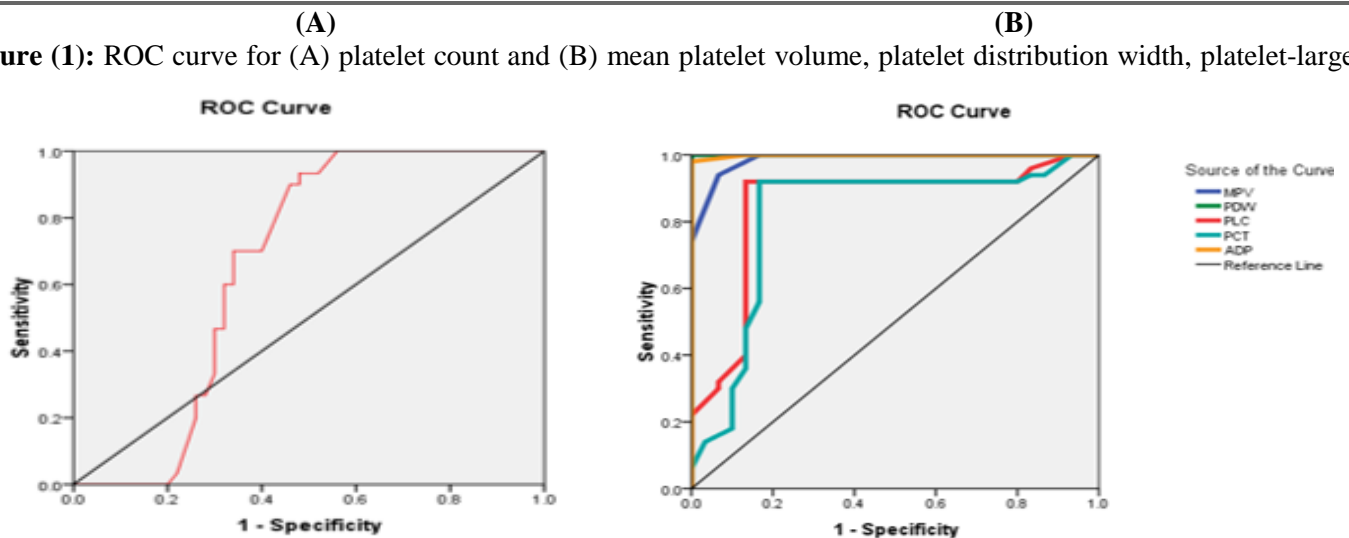 (A) (B)
ure (1): ROC curve for (A) platelet count and (B) mean platelet volume, platelet distribution width, platelet-large
ROC Curve
1.0
0.8
0.6
0.4
0.2
0.0
Sensitivity
0.0 0.2 0.4 0.6 0.8 1.0
1 - Specificity
ROC Curve
1.0
0.8
0.6
0.4
0.2
0.0
Sensitivity
0.0 0.2 0.4 0.6 0.8 1.0
1 - Specificity
Source of the Curve
MPV
PDW
PLC
PCT
ADP
Reference Line